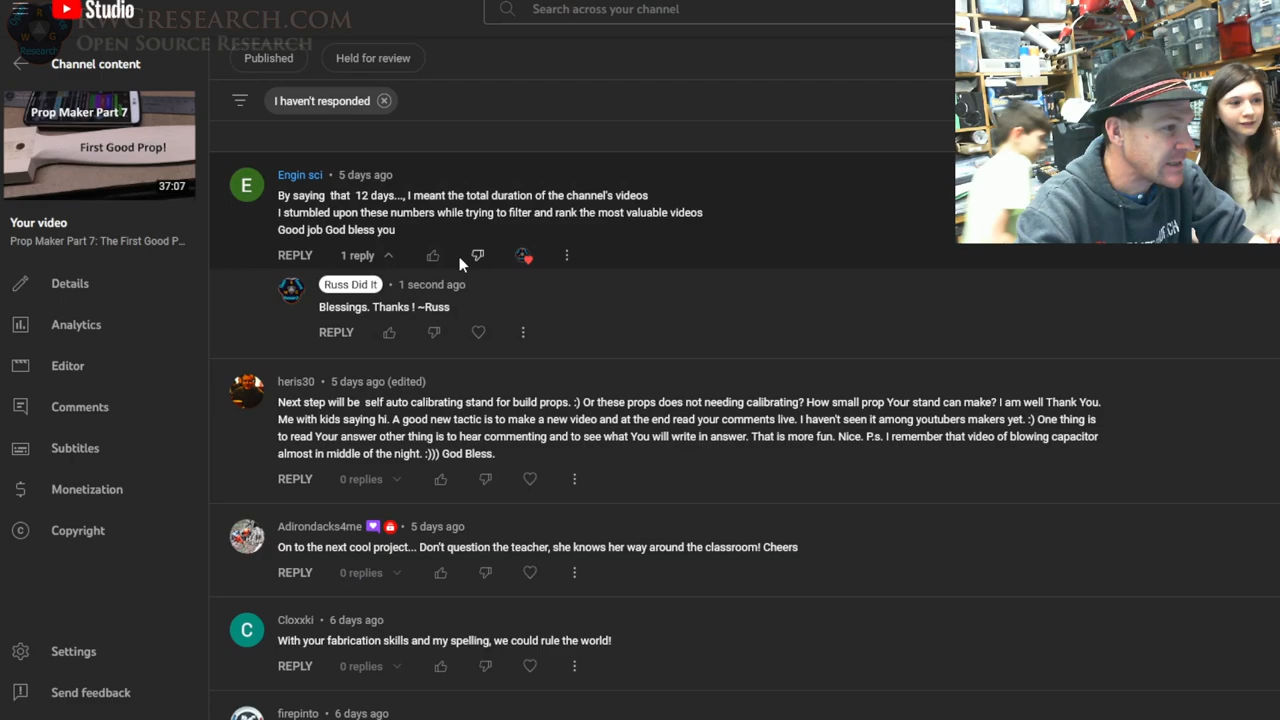 Studio
RWGRESEARCH.COM
OPEN SOURCE RESEARCH
R
W
G
Research
Search across your channel
Channel content
Published
Held for review
I haven't responded
Prop Maker Part 7
First Good Prop!
37:07
Your video
Prop Maker Part 7: The First Good P...
Details
Analytics
Editor
Comments
Subtitles
Monetization
Copyright
Settings
Send feedback
E
Engin sci • 5 days ago
By saying that 12 days..., I meant the total duration of the channel's videos
I stumbled upon these numbers while trying to filter and rank the most valuable videos
Good job God bless you
REPLY 1 reply
Russ Did It • 1 second ago
Blessings. Thanks ! ~Russ
REPLY
heris30 • 5 days ago (edited)
Next step will be self auto calibrating stand for build props. :) Or these props does not needing calibrating? How small prop Your stand can make? I am well Thank You.
Me with kids saying hi. A good new tactic is to make a new video and at the end read your comments live. I haven't seen it among youtubers makers yet. :) One thing is
to read Your answer other thing is to hear commenting and to see what You will write in answer. That is more fun. Nice. P.s. I remember that video of blowing capacitor
almost in middle of the night. :))) God Bless.
REPLY 0 replies
Adirondacks4me • 5 days ago
On to the next cool project... Don't question the teacher, she knows her way around the classroom! Cheers
REPLY 0 replies
C
Cloxxki • 6 days ago
With your fabrication skills and my spelling, we could rule the world!
REPLY 0 replies
firepinto • 6 days ago